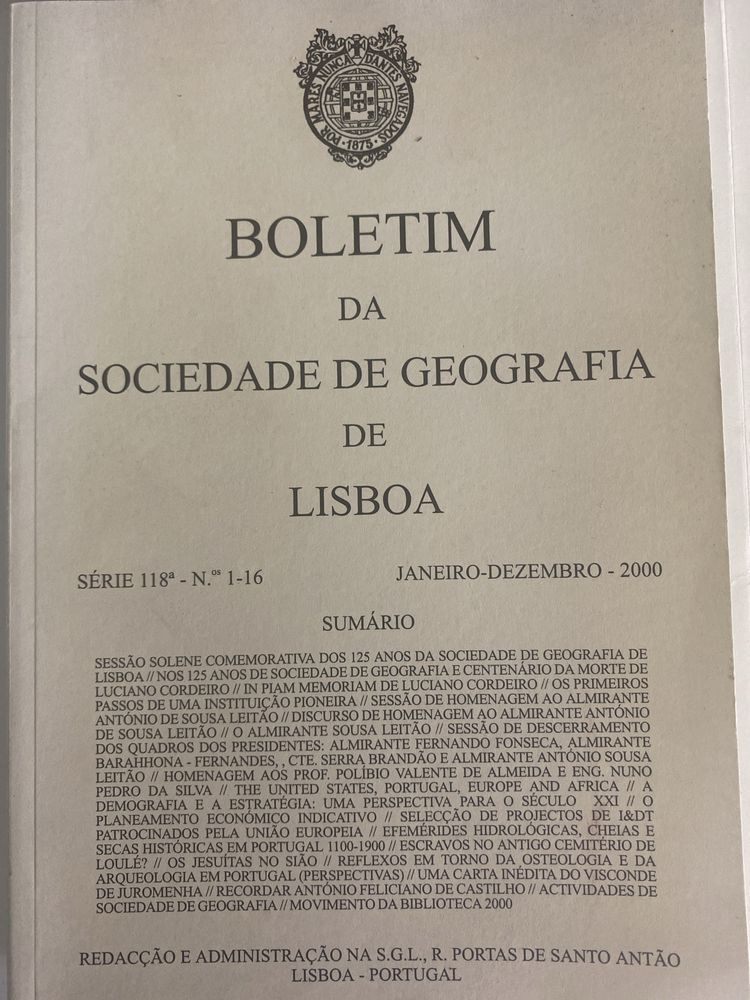 POR MARES NUNCA DANTES NAVEGADOS
·1875·
BOLETIM
DA
SOCIEDADE DE GEOGRAFIA
DE
LISBOA
SÉRIE 118ª - N.ºˢ 1-16
JANEIRO-DEZEMBRO - 2000
SUMÁRIO
SESSÃO SOLENE COMEMORATIVA DOS 125 ANOS DA SOCIEDADE DE GEOGRAFIA DE
LISBOA // NOS 125 ANOS DE SOCIEDADE DE GEOGRAFIA E CENTENÁRIO DA MORTE DE
LUCIANO CORDEIRO // IN PIAM MEMORIAM DE LUCIANO CORDEIRO // OS PRIMEIROS
PASSOS DE UMA INSTITUIÇÃO PIONEIRA // SESSÃO DE HOMENAGEM AO ALMIRANTE
ANTÓNIO DE SOUSA LEITÃO // DISCURSO DE HOMENAGEM AO ALMIRANTE ANTÓNIO
DE SOUSA LEITÃO // O ALMIRANTE SOUSA LEITÃO // SESSÃO DE DESCERRAMENTO
DOS QUADROS DOS PRESIDENTES: ALMIRANTE FERNANDO FONSECA, ALMIRANTE
BARAHHONA - FERNANDES, , CTE. SERRA BRANDÃO E ALMIRANTE ANTÓNIO SOUSA
LEITÃO // HOMENAGEM AOS PROF. POLÍBIO VALENTE DE ALMEIDA E ENG. NUNO
PEDRO DA SILVA // THE UNITED STATES, PORTUGAL, EUROPE AND AFRICA // A
DEMOGRAFIA E A ESTRATÉGIA: UMA PERSPECTIVA PARA O SÉCULO XXI // O
PLANEAMENTO ECONÓMICO INDICATIVO // SELECÇÃO DE PROJECTOS DE I&DT
PATROCINADOS PELA UNIÃO EUROPEIA // EFEMÉRIDES HIDROLÓGICAS, CHEIAS E
SECAS HISTÓRICAS EM PORTUGAL 1100-1900 // ESCRAVOS NO ANTIGO CEMITÉRIO DE
LOULÉ? // OS JESUÍTAS NO SIÃO // REFLEXOS EM TORNO DA OSTEOLOGIA E DA
ARQUEOLOGIA EM PORTUGAL (PERSPECTIVAS) // UMA CARTA INÉDITA DO VISCONDE
DE JUROMENHA // RECORDAR ANTÓNIO FELICIANO DE CASTILHO // ACTIVIDADES DE
SOCIEDADE DE GEOGRAFIA // MOVIMENTO DA BIBLIOTECA 2000
REDACÇÃO E ADMINISTRAÇÃO NA S.G.L., R. PORTAS DE SANTO ANTÃO
LISBOA - PORTUGAL